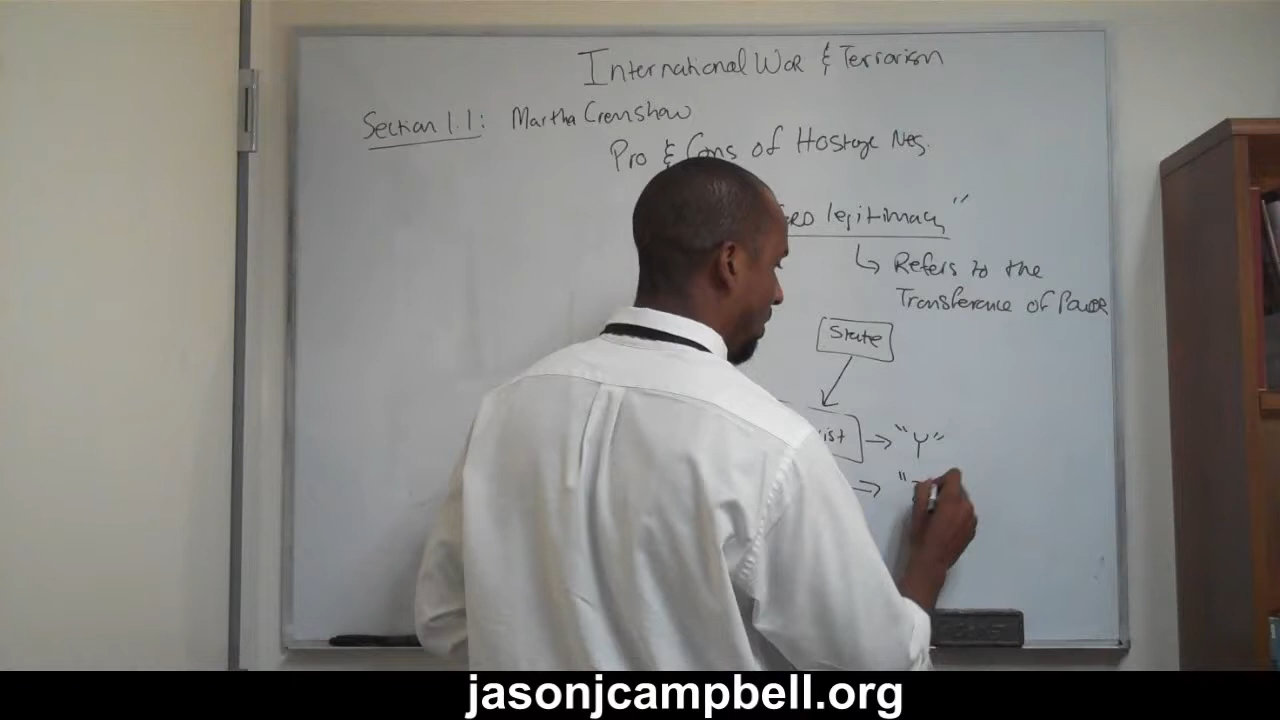 International War & Terrorism
Section 1.1: Martha Crenshaw
Pro & Cons of Hostage Neg.
legitimacy"
↳ Refers to the
Transference of Power
State
ist → "Y"
→ "
jasonjcampbell.org